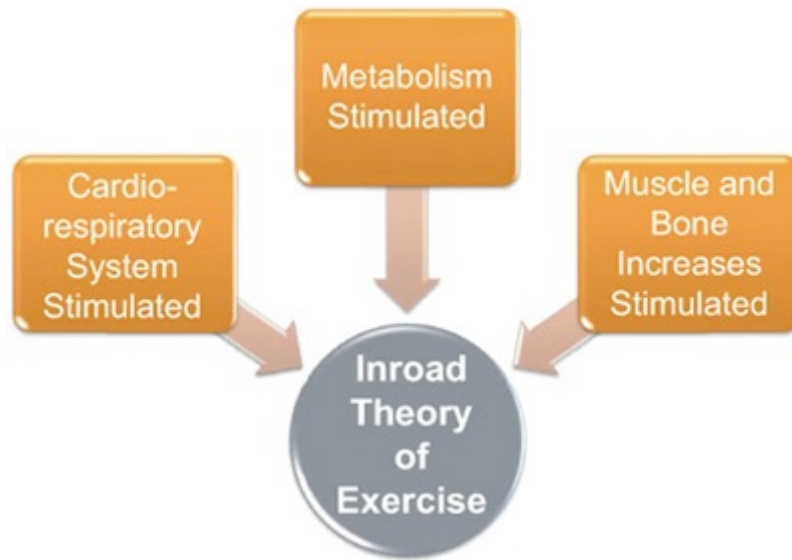 Metabolism
Stimulated
Cardio-
respiratory
System
Stimulated
Muscle and
Bone
Increases
Stimulated
Inroad
Theory
of
Exercise